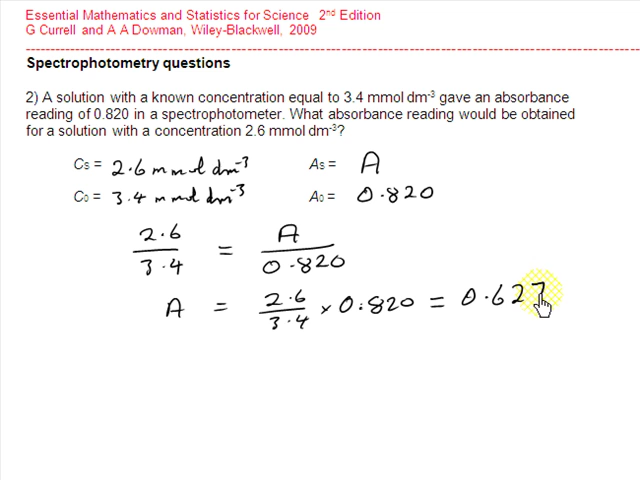 Essential Mathematics and Statistics for Science 2nd Edition
G Currell and A A Dowman, Wiley-Blackwell, 2009
Spectrophotometry questions
2) A solution with a known concentration equal to 3.4 mmol dm-3 gave an absorbance
reading of 0.820 in a spectrophotometer. What absorbance reading would be obtained
for a solution with a concentration 2.6 mmol dm-3?
Cs = 2.6 m mol dm-3 As = A
C0 = 3.4 m mol dm-3 A0 = 0.820
2.6/3.4 = A/0.820
A = 2.6/3.4 × 0.820 = 0.627